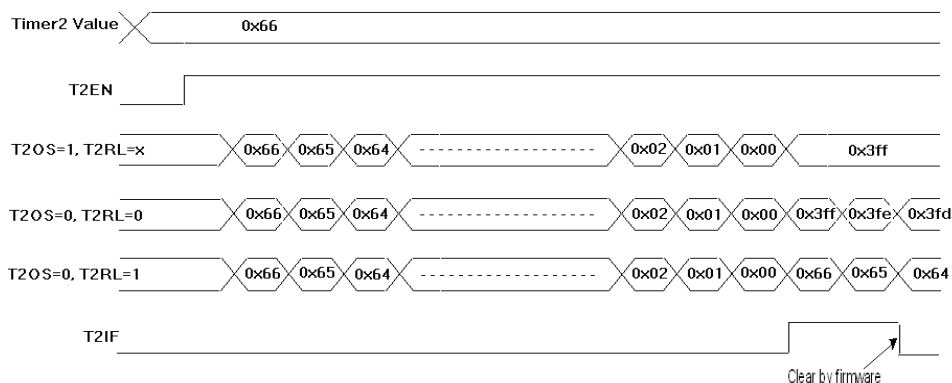 Timer2 Value 0x66
T2EN
T2OS=1, T2RL=x 0x66 0x65 0x64 0x02 0x01 0x00 0x3ff
T2OS=0, T2RL=0 0x66 0x65 0x64 0x02 0x01 0x00 0x3ff 0x3fe 0x3fd
T2OS=0, T2RL=1 0x66 0x65 0x64 0x02 0x01 0x00 0x66 0x65 0x64
T2IF
Clear by firmware